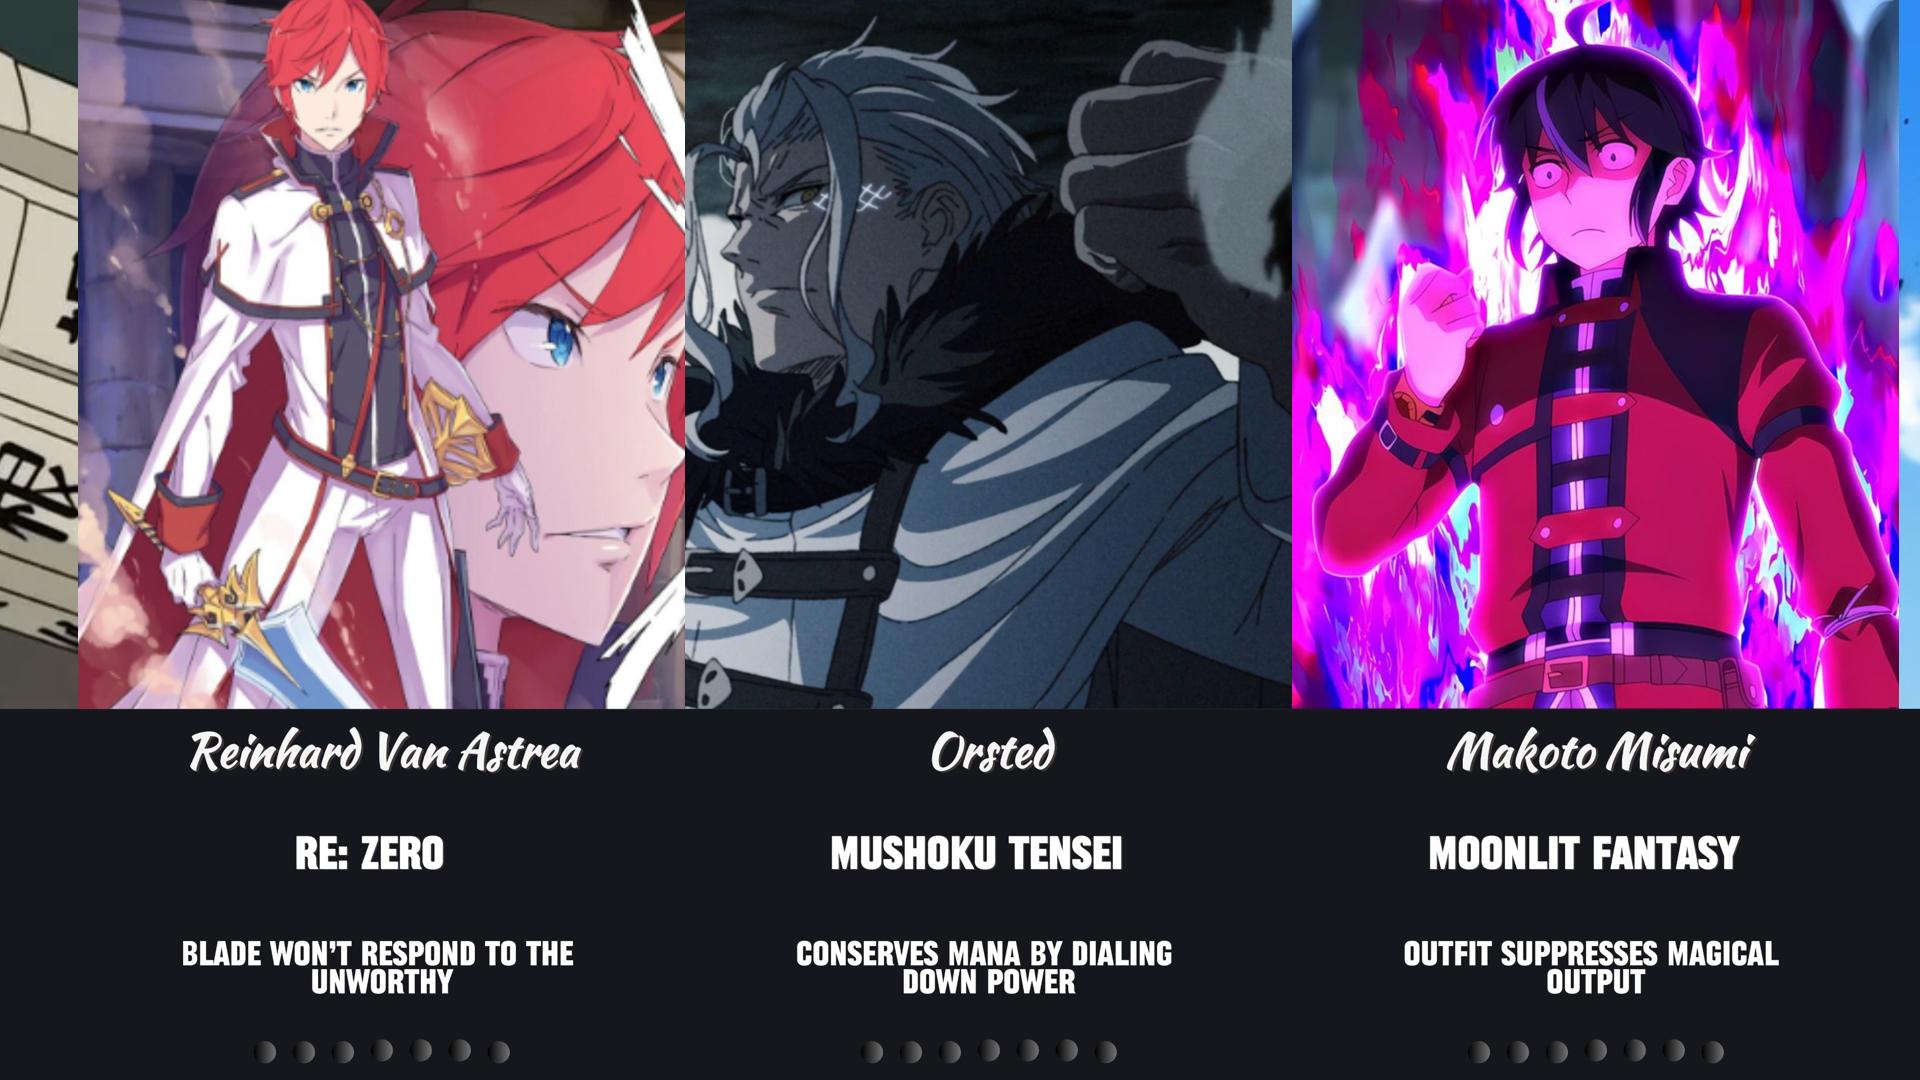 Reinhard Van Astrea
RE: ZERO
BLADE WON'T RESPOND TO THE
UNWORTHY
Orsted
MUSHOKU TENSEI
CONSERVES MANA BY DIALING
DOWN POWER
Makoto Misumi
MOONLIT FANTASY
OUTFIT SUPPRESSES MAGICAL
OUTPUT